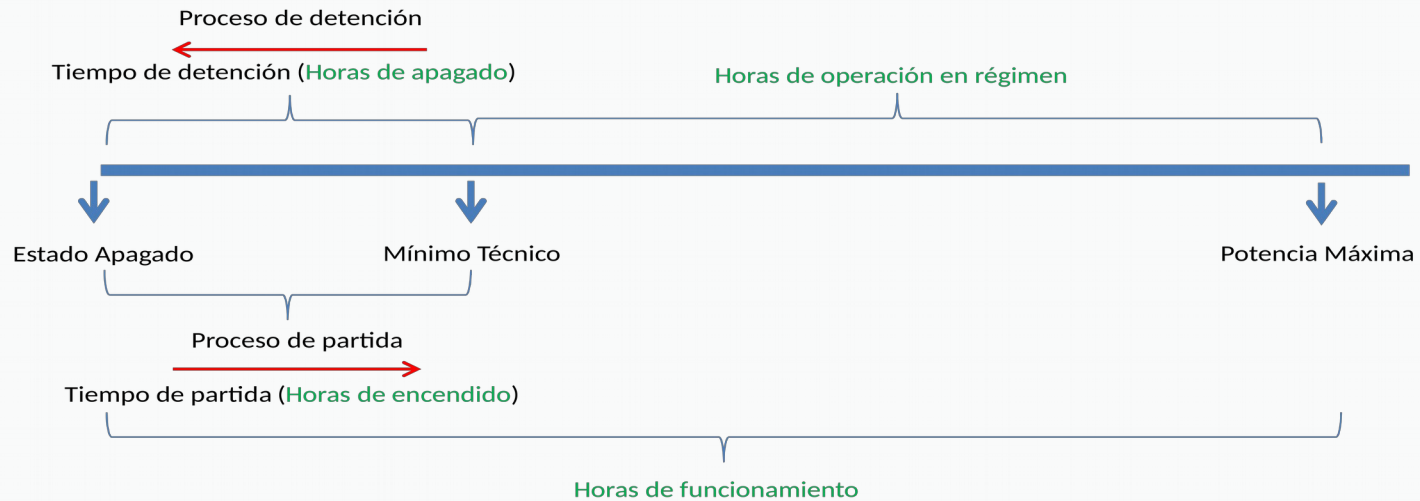 Proceso de detención
Tiempo de detención (Horas de apagado)
Horas de operación en régimen
Estado Apagado
Mínimo Técnico
Potencia Máxima
Proceso de partida
Tiempo de partida (Horas de encendido)
Horas de funcionamiento